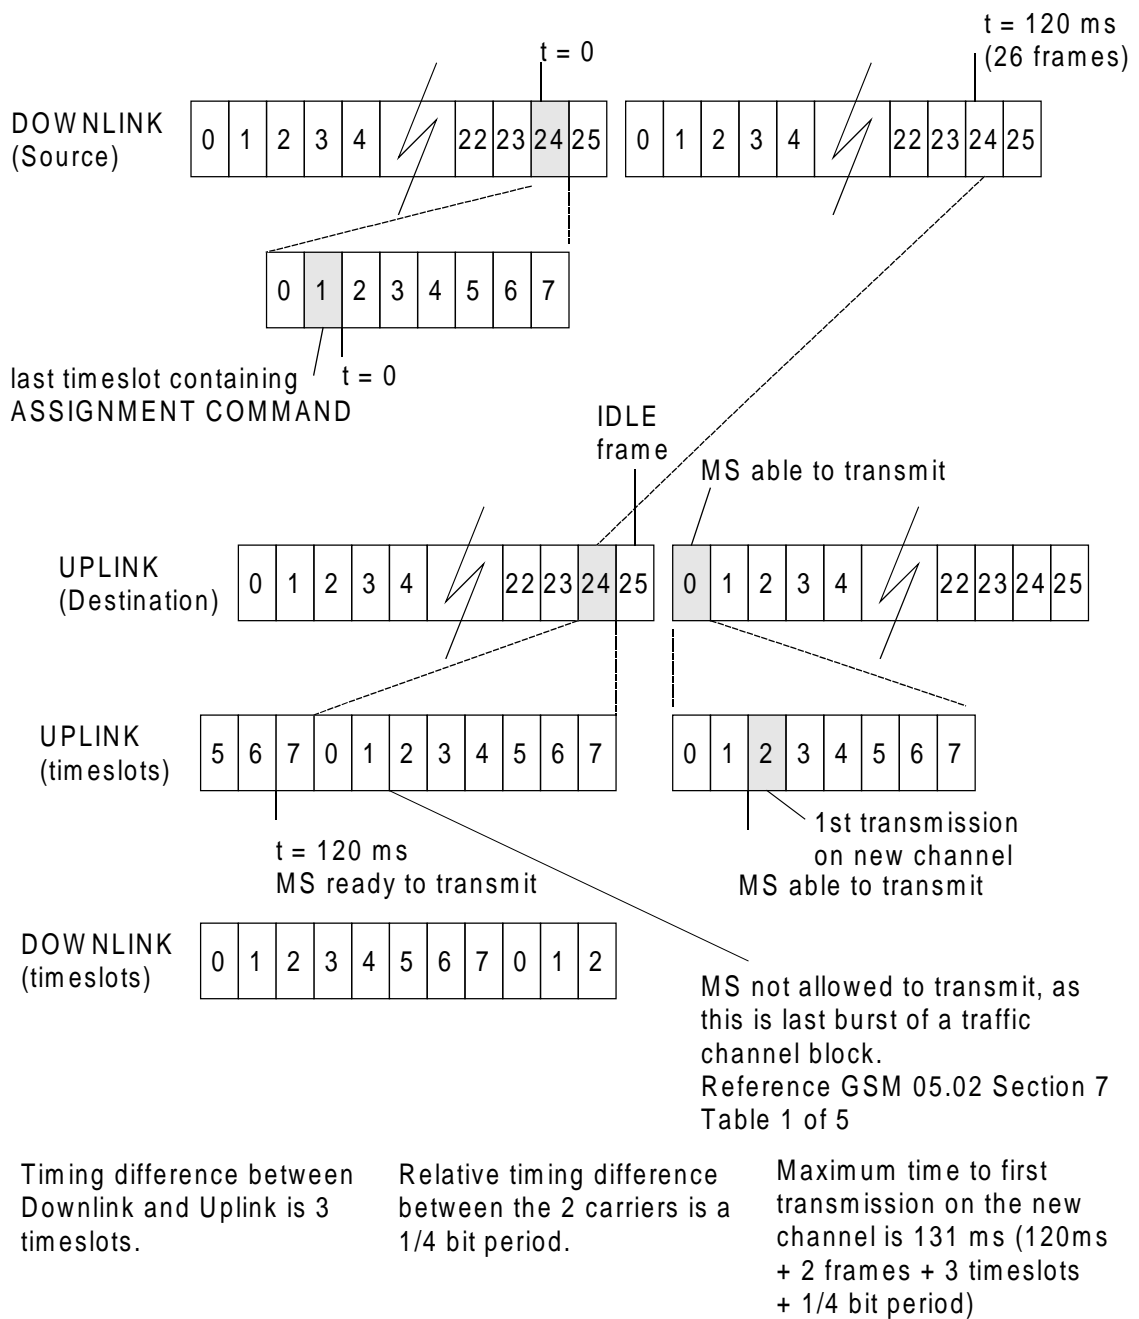 t = 120 ms
(26 frames)
t = 0
DOWNLINK
(Source)
0 1 2 3 4 22 23 24 25 0 1 2 3 4 22 23 24 25
0 1 2 3 4 5 6 7
last timeslot containing
ASSIGNMENT COMMAND
t = 0
IDLE
frame
MS able to transmit
UPLINK
(Destination)
0 1 2 3 4 22 23 24 25 0 1 2 3 4 22 23 24 25
UPLINK
(timeslots)
5 6 7 0 1 2 3 4 5 6 7 0 1 2 3 4 5 6 7
t = 120 ms
MS ready to transmit
1st transmission
on new channel
MS able to transmit
DOWNLINK
(timeslots)
0 1 2 3 4 5 6 7 0 1 2
MS not allowed to transmit, as
this is last burst of a traffic
channel block.
Reference GSM 05.02 Section 7
Table 1 of 5
Timing difference between
Downlink and Uplink is 3
timeslots.
Relative timing difference
between the 2 carriers is a
1/4 bit period.
Maximum time to first
transmission on the new
channel is 131 ms (120ms
+ 2 frames + 3 timeslots
+ 1/4 bit period)